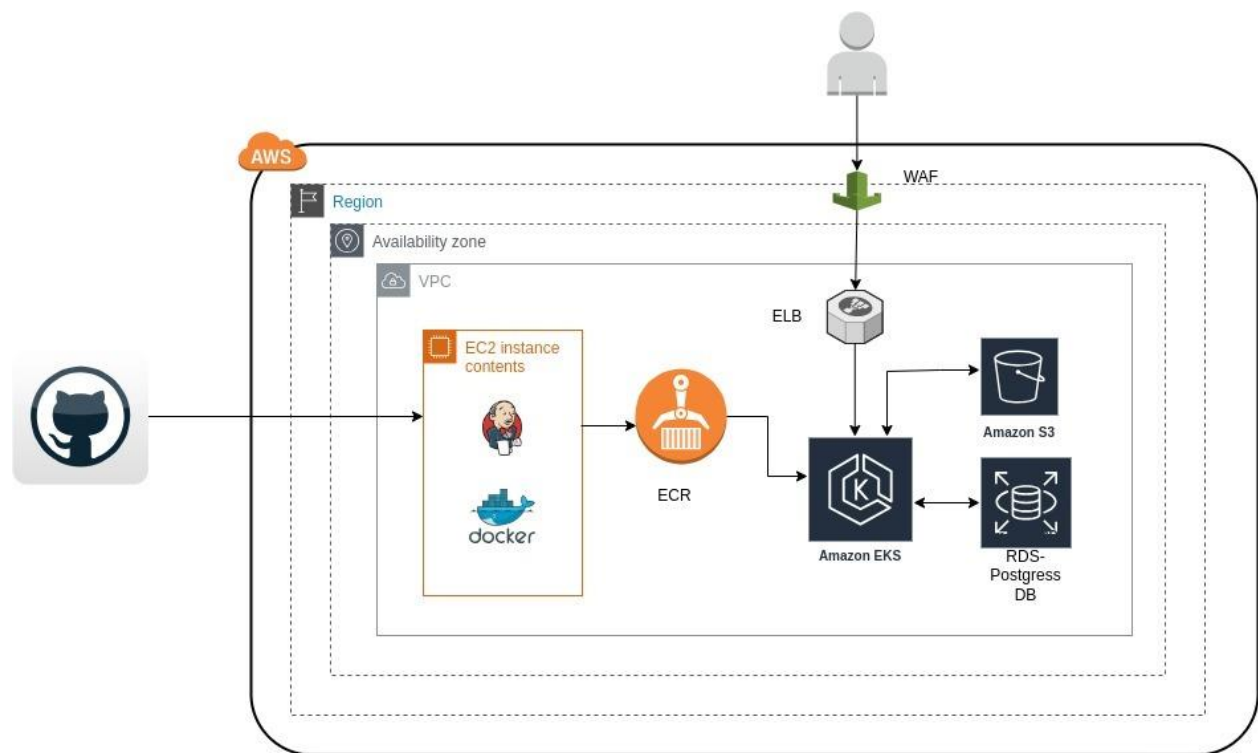 AWS
WAF
Region
Availability zone
VPC
ELB
EC2 instance
contents
Amazon S3
docker
ECR
K
Amazon EKS
RDS-
Postgress
DB